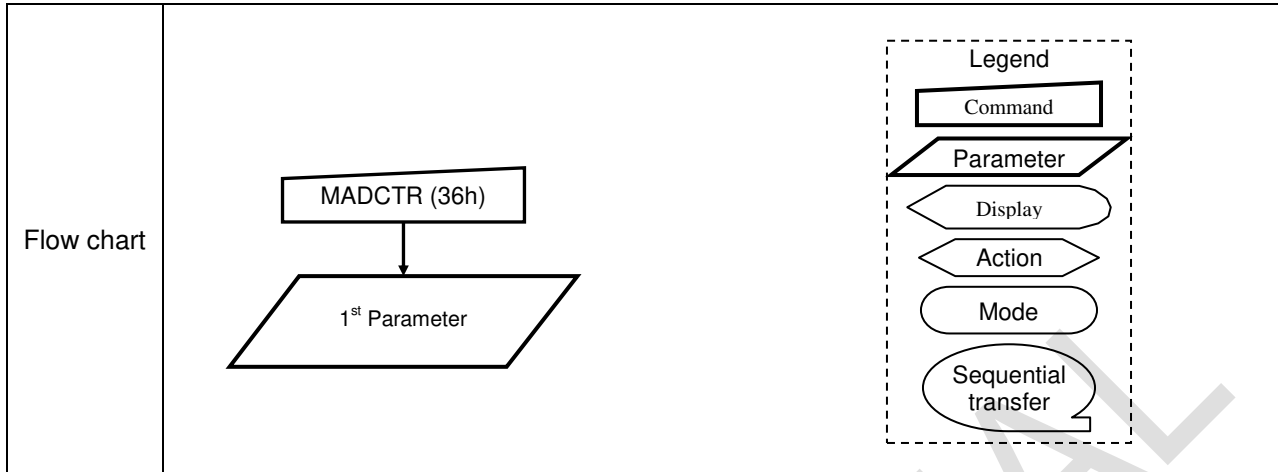 Flow chart
MADCTR (36h)
1st Parameter
Legend
Command
Parameter
Display
Action
Mode
Sequential
transfer